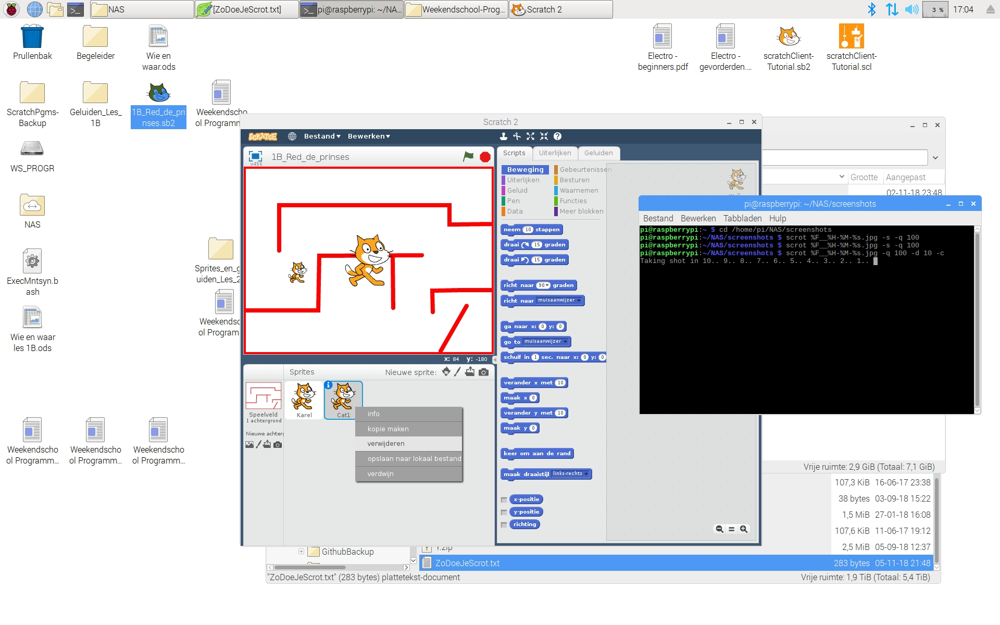 NAS
[ZoDoeJeScrot.txt]
pi@raspberrypi: ~/NA...
Weekendschool-Prog...
Scratch 2
3 %
17:04
Prullenbak
Begeleider
Wie en
waar.ods
Electro -
beginners.pdf
Electro -
gevorderden....
scratchClient-
Tutorial.sb2
scratchClient-
Tutorial.scl
ScratchPgms-
Backup
Geluiden_Les_
1B
1B_Red_de_pri
nses.sb2
Weekendscho
ol Programm
WS_PROGR
NAS
Sprites_en_g
uiden_Les_2
ExecMntsyn.b
ash
Weekendsc
ol Program
Wie en waar
les 1B.ods
Weekendscho
ol Programm...
Weekendscho
ol Programm...
Weekendscho
ol Programm...
Scratch 2
SCRATCH
Bestand
Bewerken
v456
1B_Red_de_prinses
x: 84 y: -180
Sprites
Nieuwe sprite:
Karel
Cat1
Speelveld
1 achtergrond
Nieuwe achterg
info
kopie maken
verwijderen
opslaan naar lokaal bestand
verdwijn
Scripts
Uiterlijken
Geluiden
Beweging
Gebeurtenissen
Uiterlijken
Besturen
Geluid
Waarnemen
Pen
Functies
Data
Meer blokken
neem 10 stappen
draai 15 graden
draai 15 graden
richt naar 90 graden
richt naar muisaanwijzer
ga naar x: 0 y: 0
go to muisaanwijzer
schuif in 1 sec. naar x: 0 y: 0
verander x met 10
maak x 0
verander y met 10
maak y 0
keer om aan de rand
maak draaistijl links-rechts
x-positie
y-positie
richting
Grootte
Aangepast
02-11-18 23:48
pi@raspberrypi: ~/NAS/screenshots
Bestand Bewerken Tabbladen Hulp
pi@raspberrypi:~ $ cd /home/pi/NAS/screenshots
pi@raspberrypi:~/NAS/screenshots $ scrot %F__%H-%M-%s.jpg -s -q 100
pi@raspberrypi:~/NAS/screenshots $ scrot %F__%H-%M-%s.jpg -s -q 100
pi@raspberrypi:~/NAS/screenshots $ scrot %F__%H-%M-%s.jpg -q 100 -d 10 -c
Taking shot in 10.. 9.. 8.. 7.. 6.. 5.. 4.. 3.. 2.. 1..
Vrije ruimte: 2,9 GiB (Totaal: 7,1 GiB)
107,3 KiB 16-06-17 23:38
38 bytes 03-09-18 15:22
1,5 MiB 27-01-18 16:08
107,6 KiB 11-06-17 19:12
2,5 MiB 05-09-18 12:37
GithubBackup
ZoDoeJeScrot.txt 283 bytes 05-11-18 21:48
"ZoDoeJeScrot.txt" (283 bytes) plattetekst-document
Vrije ruimte: 1,9 TiB (Totaal: 5,4 TiB)